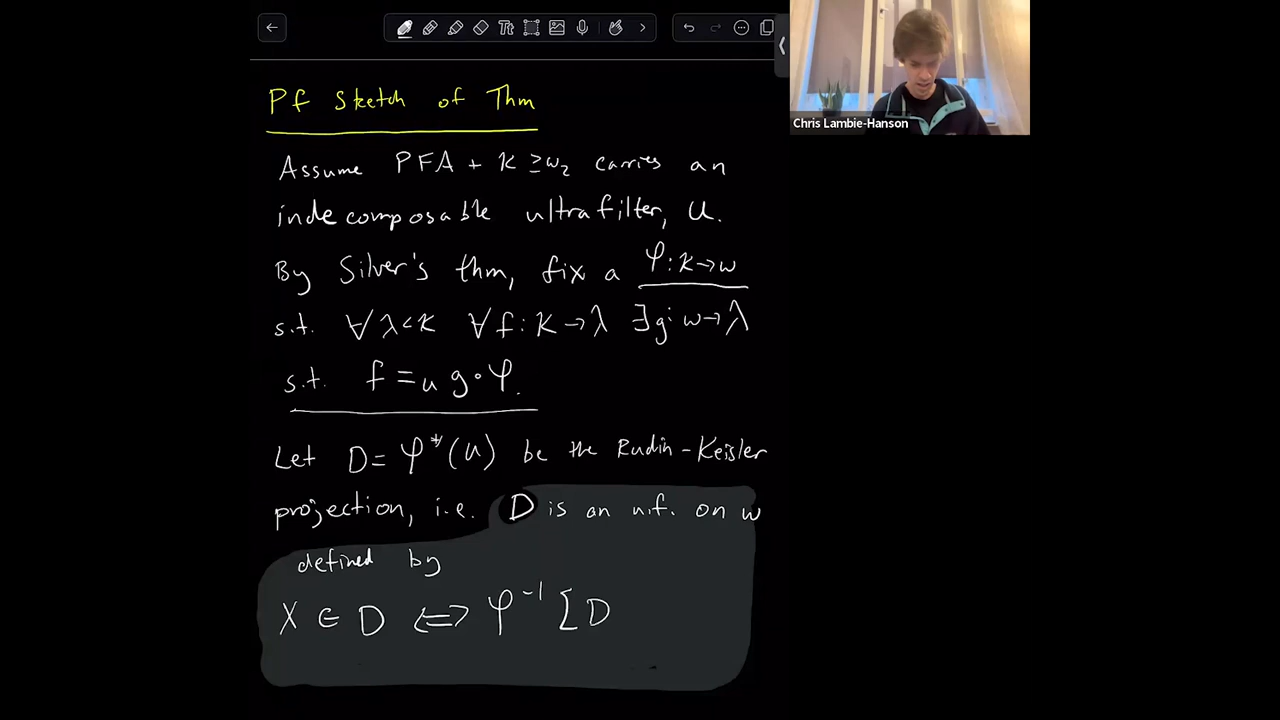 Tt
Chris Lambie-Hanson
Pf Sketch of Thm
Assume PFA + κ ≥ω₂ carries an
indecomposable ultrafilter, U.
By Silver's thm, fix a φ:κ→ω
s.t. ∀λ<κ ∀f:κ→λ ∃g:ω→λ
s.t. f =ᵤ g∘φ.
Let D= φ*(U) be the Rudin-Keisler
projection, i.e. D is an u.f. on ω
defined by
X ∈ D ⟺ φ⁻¹ [D